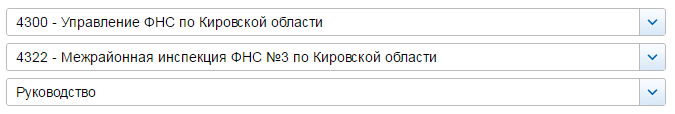 4300 - Управление ФНС по Кировской области
4322 - Межрайонная инспекция ФНС №3 по Кировской области
Руководство